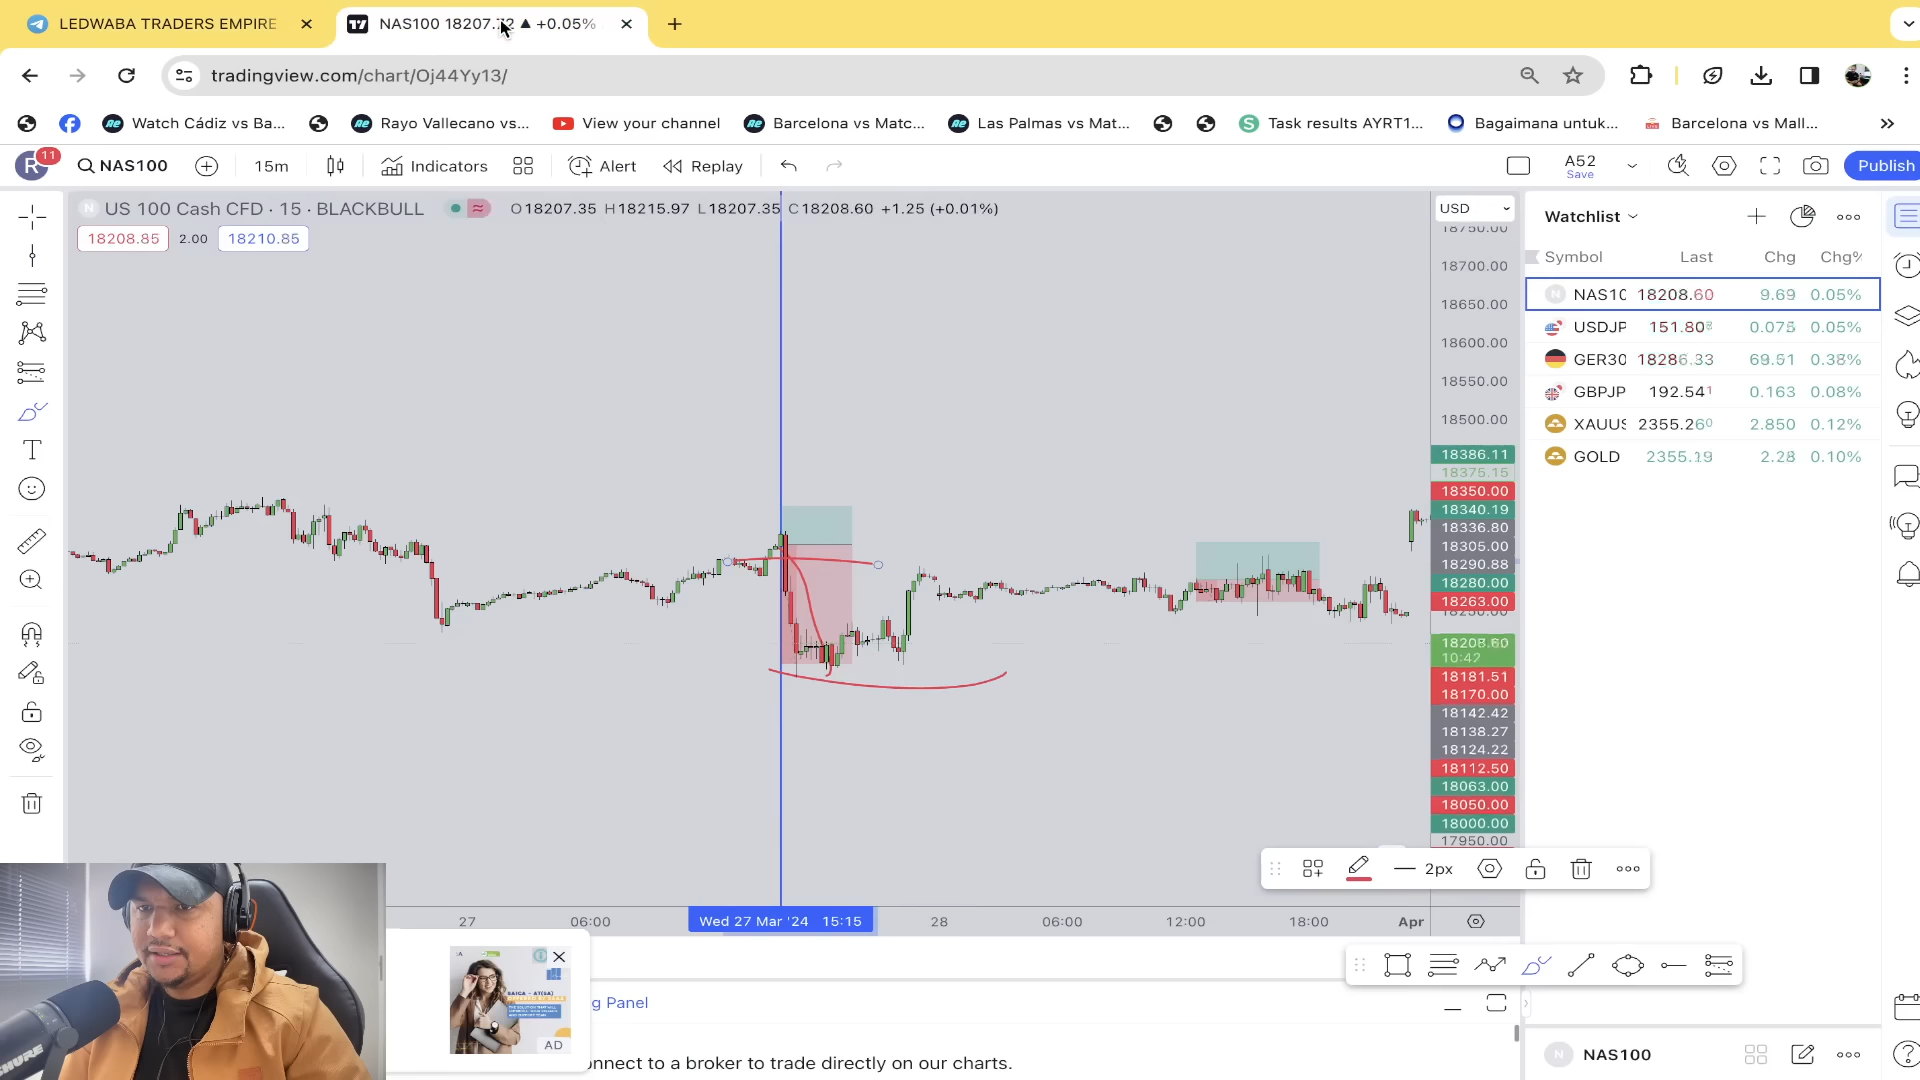 LEDWABA TRADERS EMPIRE
NAS100 18207.72 ▲ +0.05%
tradingview.com/chart/Oj44Yy13/
Watch Cádiz vs Ba...
Rayo Vallecano vs...
View your channel
Barcelona vs Matc...
Las Palmas vs Mat...
Task results AYRT1...
Bagaimana untuk...
Barcelona vs Mall...
R 11
NAS100
15m
Indicators
Alert
Replay
A52
Save
Publish
N US 100 Cash CFD · 15 · BLACKBULL
O18207.35 H18215.97 L18207.35 C18208.60 +1.25 (+0.01%)
18208.85 2.00 18210.85
USD
18750.00
18700.00
18650.00
18600.00
18550.00
18500.00
18386.11
18375.15
18350.00
18340.19
18336.80
18305.00
18290.88
18280.00
18263.00
18250.00
18208.60
10:42
18181.51
18170.00
18142.42
18138.27
18124.22
18112.50
18063.00
18050.00
18000.00
17950.00
Watchlist
Symbol Last Chg Chg%
NAS10 18208.60 9.69 0.05%
USDJP 151.80 0.075 0.05%
GER30 18286.33 69.51 0.38%
GBPJP 192.541 0.163 0.08%
XAUUS 2355.260 2.850 0.12%
GOLD 2355.19 2.28 0.10%
2px
27
06:00
Wed 27 Mar '24 15:15
28
06:00
12:00
18:00
Apr
SHURE
AD
g Panel
onnect to a broker to trade directly on our charts.
N NAS100